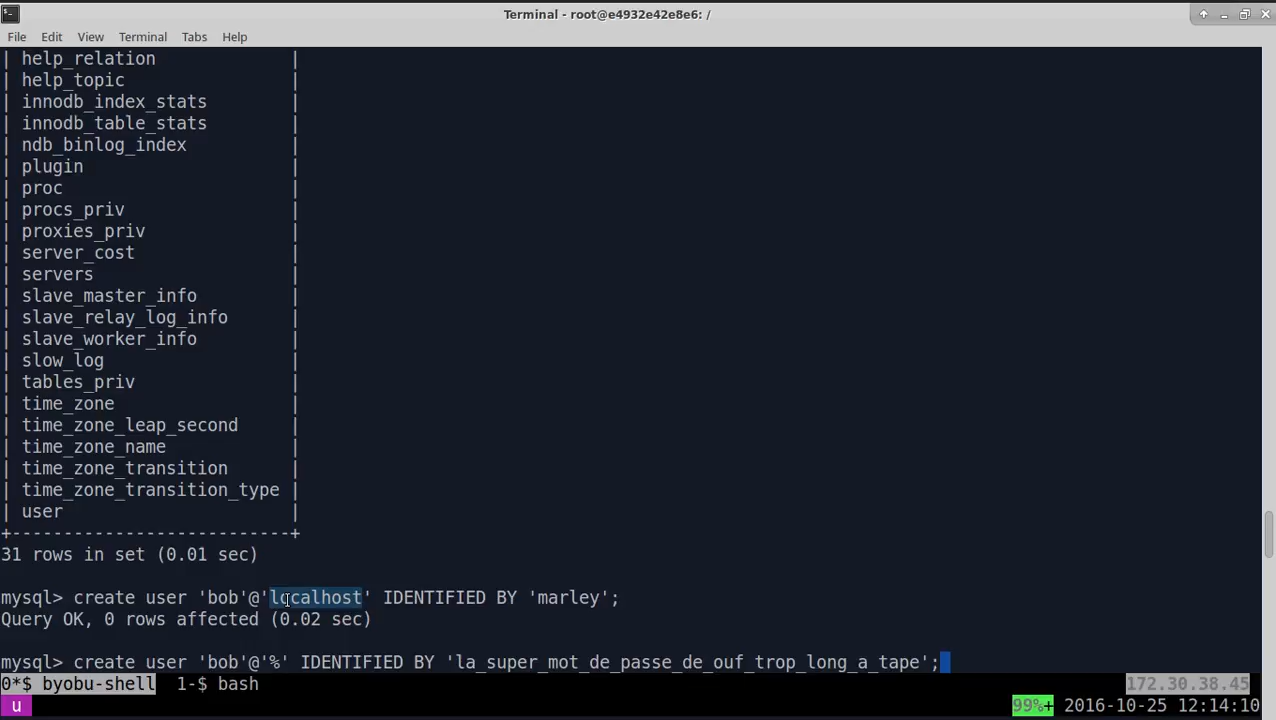 Terminal - root@e4932e42e8e6: /
File Edit View Terminal Tabs Help
| help_relation |
| help_topic |
| innodb_index_stats |
| innodb_table_stats |
| ndb_binlog_index |
| plugin |
| proc |
| procs_priv |
| proxies_priv |
| server_cost |
| servers |
| slave_master_info |
| slave_relay_log_info |
| slave_worker_info |
| slow_log |
| tables_priv |
| time_zone |
| time_zone_leap_second |
| time_zone_name |
| time_zone_transition |
| time_zone_transition_type |
| user |
+---------------------------+
31 rows in set (0.01 sec)
mysql> create user 'bob'@'localhost' IDENTIFIED BY 'marley';
Query OK, 0 rows affected (0.02 sec)
mysql> create user 'bob'@'%' IDENTIFIED BY 'la_super_mot_de_passe_de_ouf_trop_long_a_tape';
0*$ byobu-shell 1-$ bash 172.30.38.45
u 99%+ 2016-10-25 12:14:10